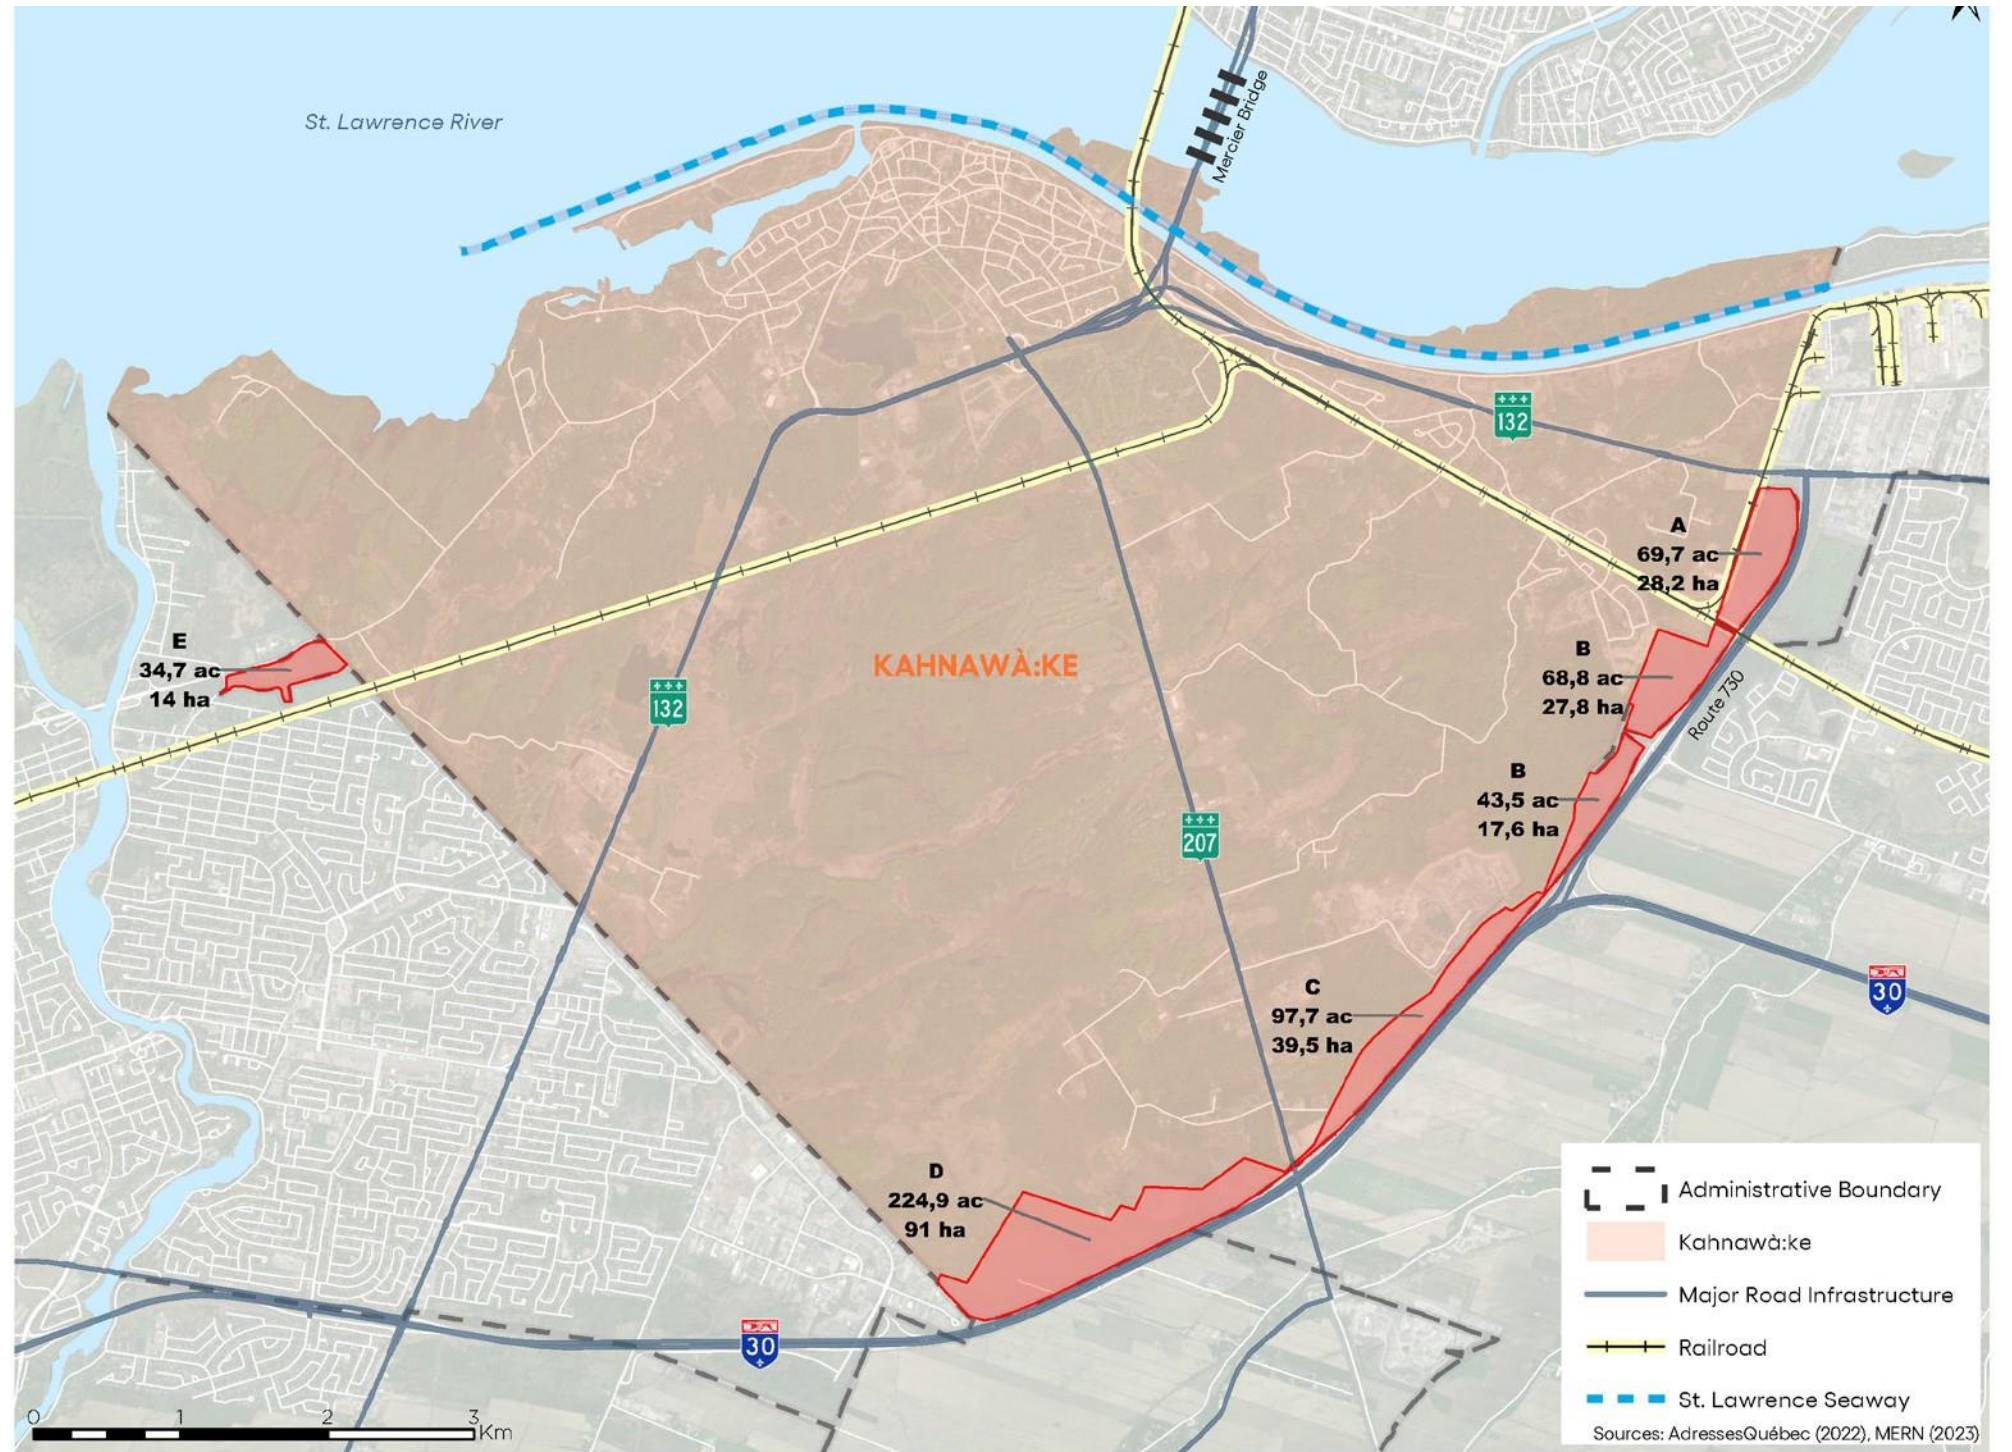 St. Lawrence River
Mercier Bridge
132
A
69,7 ac
28,2 ha
E
34,7 ac
14 ha
KAHNAWÀ:KE
B
68,8 ac
27,8 ha
132
Route 730
B
43,5 ac
17,6 ha
207
C
97,7 ac
39,5 ha
30
D
224,9 ac
91 ha
30
Administrative Boundary
Kahnawà:ke
Major Road Infrastructure
Railroad
St. Lawrence Seaway
0 1 2 3
Km
Sources: AdressesQuébec (2022), MERN (2023)